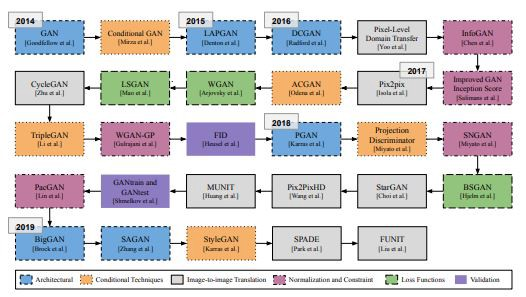 2014
GAN
[Goodfellow et al.]
Conditional GAN
[Mirza et al.]
2015
LAPGAN
[Denton et al.]
2016
DCGAN
[Radford et al.]
Pixel-Level
Domain Transfer
[Yoo et al.]
InfoGAN
[Chen et al.]
CycleGAN
[Zhu et al.]
LSGAN
[Mao et al.]
WGAN
[Arjovsky et al.]
ACGAN
[Odena et al.]
2017
Pix2pix
[Isola et al.]
Improved GAN
Inception Score
[Salimans et al.]
TripleGAN
[Li et al.]
WGAN-GP
[Gulrajani et al.]
FID
[Heusel et al.]
2018
PGAN
[Karras et al.]
Projection
Discriminator
[Miyato et al.]
SNGAN
[Miyato et al.]
PacGAN
[Lin et al.]
GANtrain and
GANtest
[Shmelkov et al.]
MUNIT
[Huang et al.]
Pix2PixHD
[Wang et al.]
StarGAN
[Choi et al.]
BSGAN
[Hjelm et al.]
2019
BigGAN
[Brock et al.]
SAGAN
[Zhang et al.]
StyleGAN
[Karras et al.]
SPADE
[Park et al.]
FUNIT
[Liu et al.]
Architectural
Conditional Techniques
Image-to-image Translation
Normalization and Constraint
Loss Functions
Validation